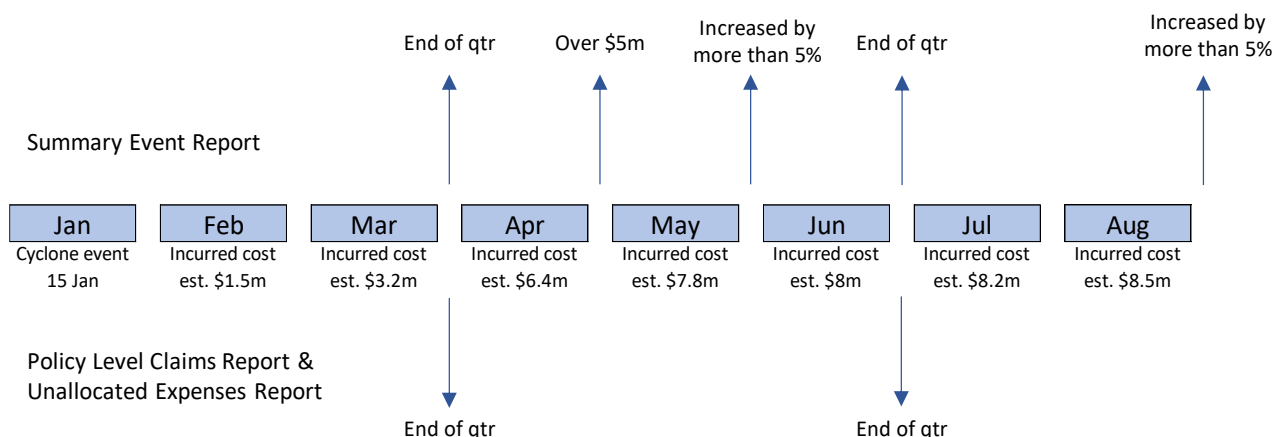 End of qtr
Over $5m
Increased by
more than 5%
End of qtr
Increased by
more than 5%
Summary Event Report
Jan
Feb
Mar
Apr
May
Jun
Jul
Aug
Cyclone event
15 Jan
Incurred cost
est. $1.5m
Incurred cost
est. $3.2m
Incurred cost
est. $6.4m
Incurred cost
est. $7.8m
Incurred cost
est. $8m
Incurred cost
est. $8.2m
Incurred cost
est. $8.5m
Policy Level Claims Report &
Unallocated Expenses Report
End of qtr
End of qtr